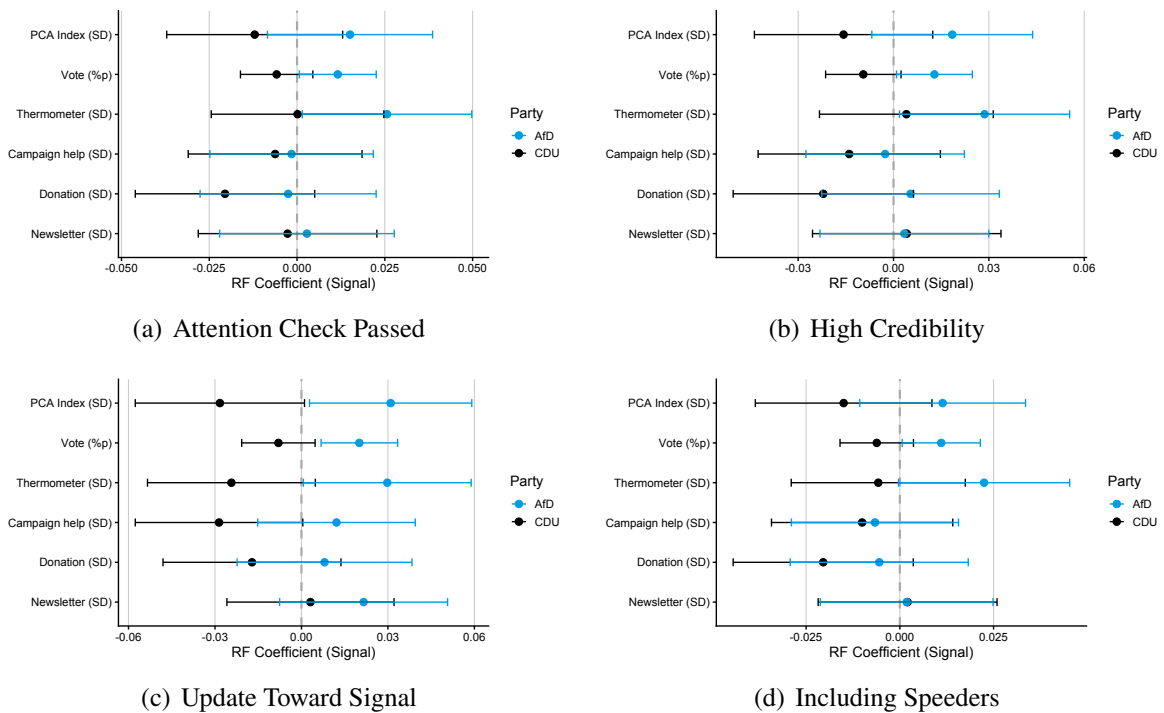 PCA Index (SD)
Vote (%p)
Thermometer (SD)
Campaign help (SD)
Donation (SD)
Newsletter (SD)
-0.050 -0.025 0.000 0.025 0.050
RF Coefficient (Signal)
Party
AfD
CDU
(a) Attention Check Passed
PCA Index (SD)
Vote (%p)
Thermometer (SD)
Campaign help (SD)
Donation (SD)
Newsletter (SD)
-0.03 0.00 0.03 0.06
RF Coefficient (Signal)
Party
AfD
CDU
(b) High Credibility
PCA Index (SD)
Vote (%p)
Thermometer (SD)
Campaign help (SD)
Donation (SD)
Newsletter (SD)
-0.06 -0.03 0.00 0.03 0.06
RF Coefficient (Signal)
Party
AfD
CDU
(c) Update Toward Signal
PCA Index (SD)
Vote (%p)
Thermometer (SD)
Campaign help (SD)
Donation (SD)
Newsletter (SD)
-0.025 0.000 0.025
RF Coefficient (Signal)
Party
AfD
CDU
(d) Including Speeders